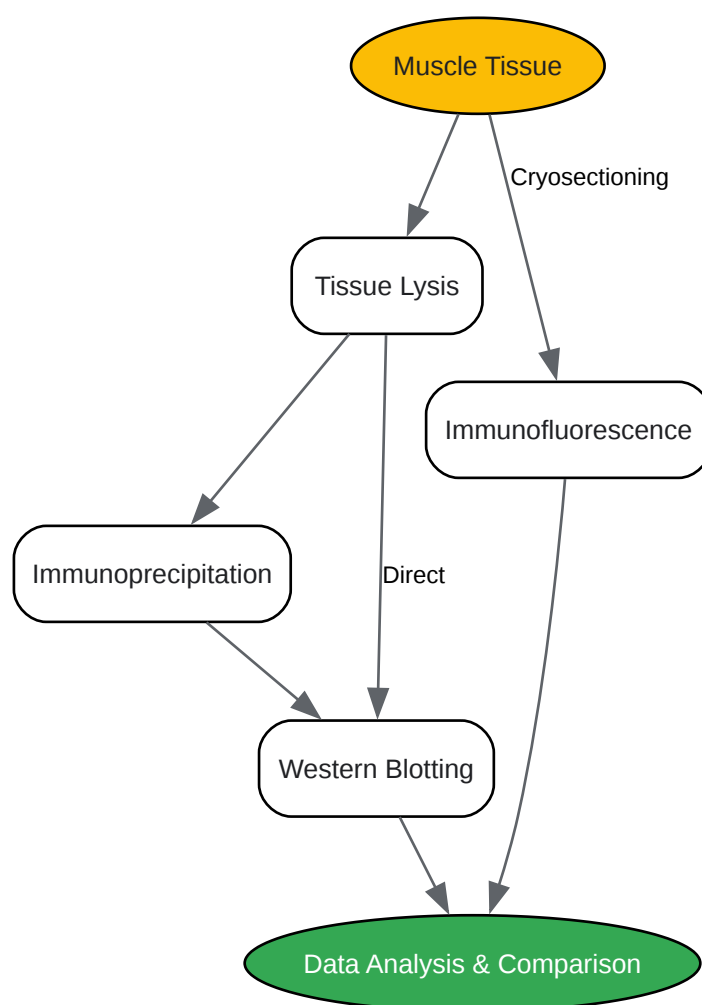 Muscle Tissue
Cryosectioning
Tissue Lysis
Immunofluorescence
Immunoprecipitation
Direct
Western Blotting
Data Analysis & Comparison